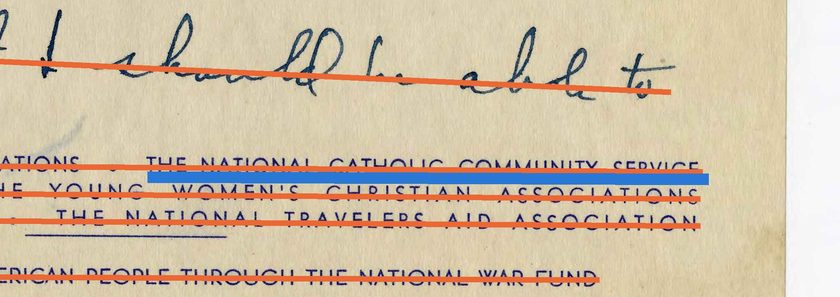 I should be able to
ATIONS THE NATIONAL CATHOLIC COMMUNITY SERVICE
HE YOUNG WOMEN'S CHRISTIAN ASSOCIATIONS
THE NATIONAL TRAVELERS AID ASSOCIATION
ERICAN PEOPLE THROUGH THE NATIONAL WAR FUND